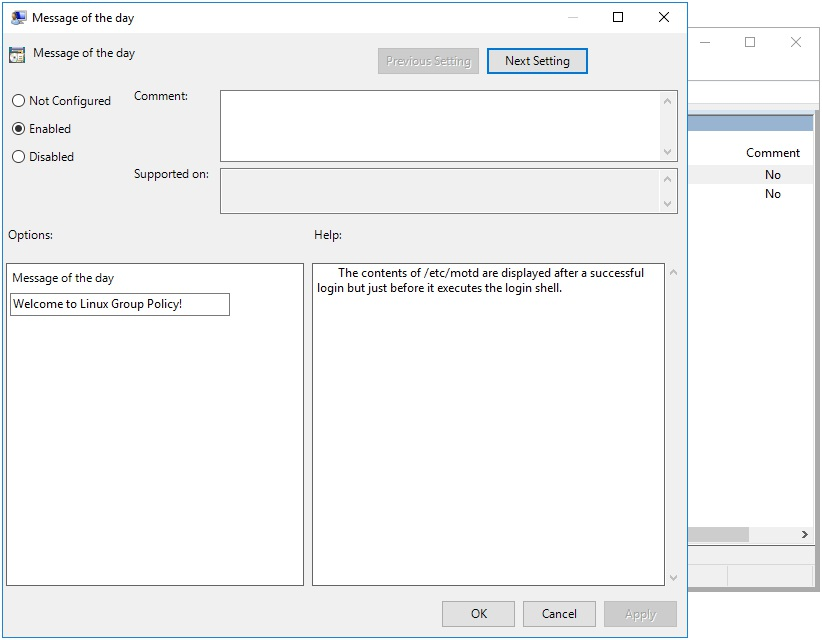 Message of the day
Message of the day
Previous Setting
Next Setting
Not Configured
Enabled
Disabled
Comment:
Supported on:
Options:
Help:
Message of the day
Welcome to Linux Group Policy!
The contents of /etc/motd are displayed after a successful
login but just before it executes the login shell.
OK
Cancel
Apply
Comment
No
No